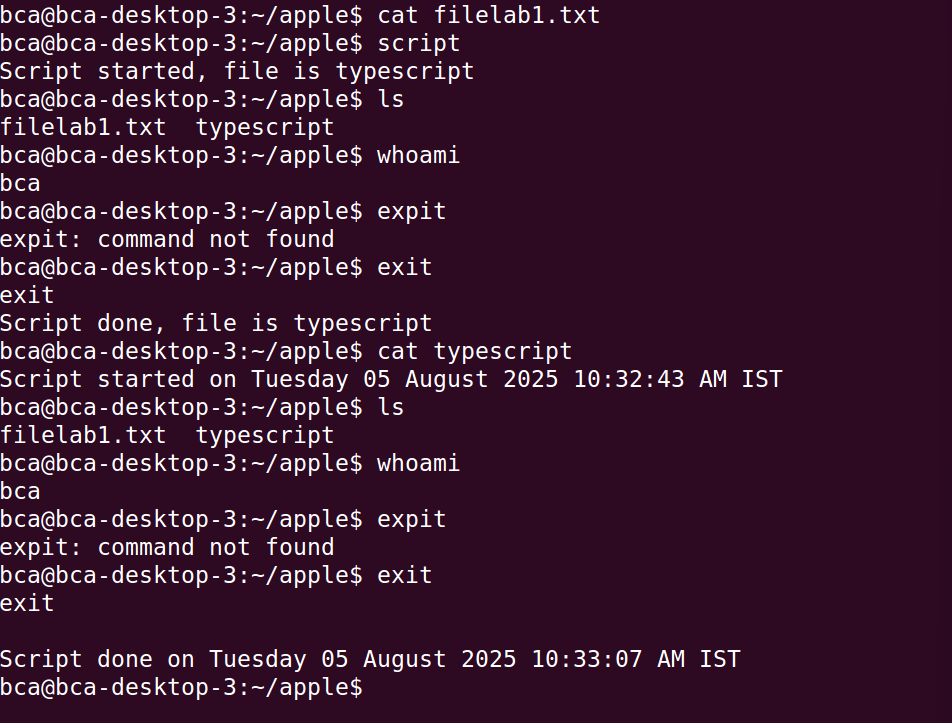 bca@bca-desktop-3:~/apple$ cat filelab1.txt
bca@bca-desktop-3:~/apple$ script
Script started, file is typescript
bca@bca-desktop-3:~/apple$ ls
filelab1.txt  typescript
bca@bca-desktop-3:~/apple$ whoami
bca
bca@bca-desktop-3:~/apple$ expit
expit: command not found
bca@bca-desktop-3:~/apple$ exit
exit
Script done, file is typescript
bca@bca-desktop-3:~/apple$ cat typescript
Script started on Tuesday 05 August 2025 10:32:43 AM IST
bca@bca-desktop-3:~/apple$ ls
filelab1.txt  typescript
bca@bca-desktop-3:~/apple$ whoami
bca
bca@bca-desktop-3:~/apple$ expit
expit: command not found
bca@bca-desktop-3:~/apple$ exit
exit

Script done on Tuesday 05 August 2025 10:33:07 AM IST
bca@bca-desktop-3:~/apple$